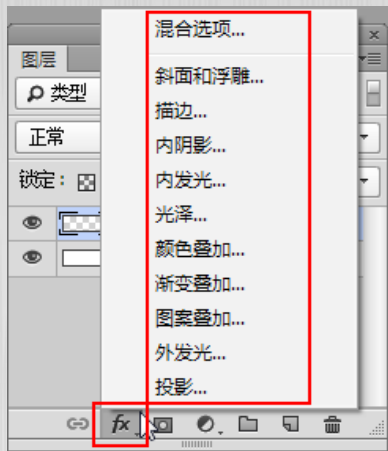 混合选项...
图层
斜面和浮雕...
类型
描边...
正常
内阴影...
内发光...
锁定:
光泽...
颜色叠加...
渐变叠加...
图案叠加...
外发光...
投影...
fx